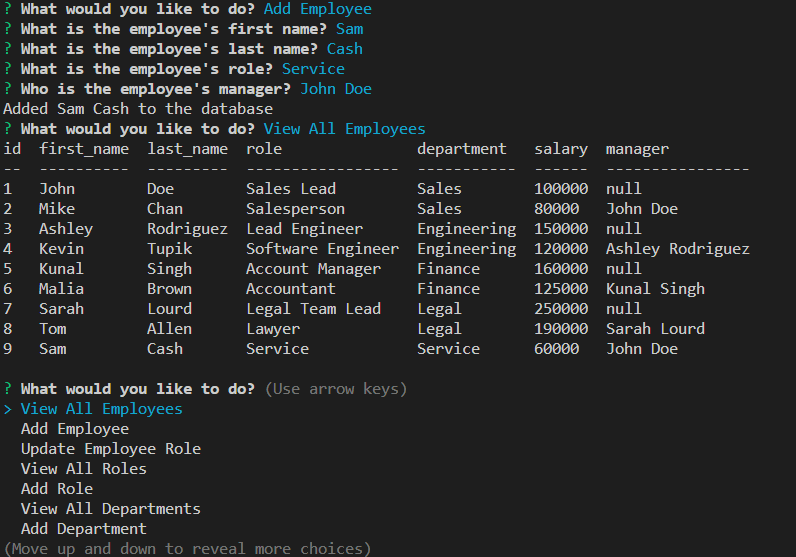 ? What would you like to do? Add Employee
? What is the employee's first name? Sam
? What is the employee's last name? Cash
? What is the employee's role? Service
? Who is the employee's manager? John Doe
Added Sam Cash to the database
? What would you like to do? View All Employees
id  first_name  last_name  role               department   salary  manager
--  ----------  ---------  -----------------  -----------  ------  ----------------
1   John        Doe        Sales Lead         Sales        100000  null
2   Mike        Chan       Salesperson        Sales        80000   John Doe
3   Ashley      Rodriguez  Lead Engineer      Engineering  150000  null
4   Kevin       Tupik      Software Engineer  Engineering  120000  Ashley Rodriguez
5   Kunal       Singh      Account Manager    Finance      160000  null
6   Malia       Brown      Accountant         Finance      125000  Kunal Singh
7   Sarah       Lourd      Legal Team Lead    Legal        250000  null
8   Tom         Allen      Lawyer             Legal        190000  Sarah Lourd
9   Sam         Cash       Service            Service      60000   John Doe
? What would you like to do? (Use arrow keys)
> View All Employees
  Add Employee
  Update Employee Role
  View All Roles
  Add Role
  View All Departments
  Add Department
(Move up and down to reveal more choices)